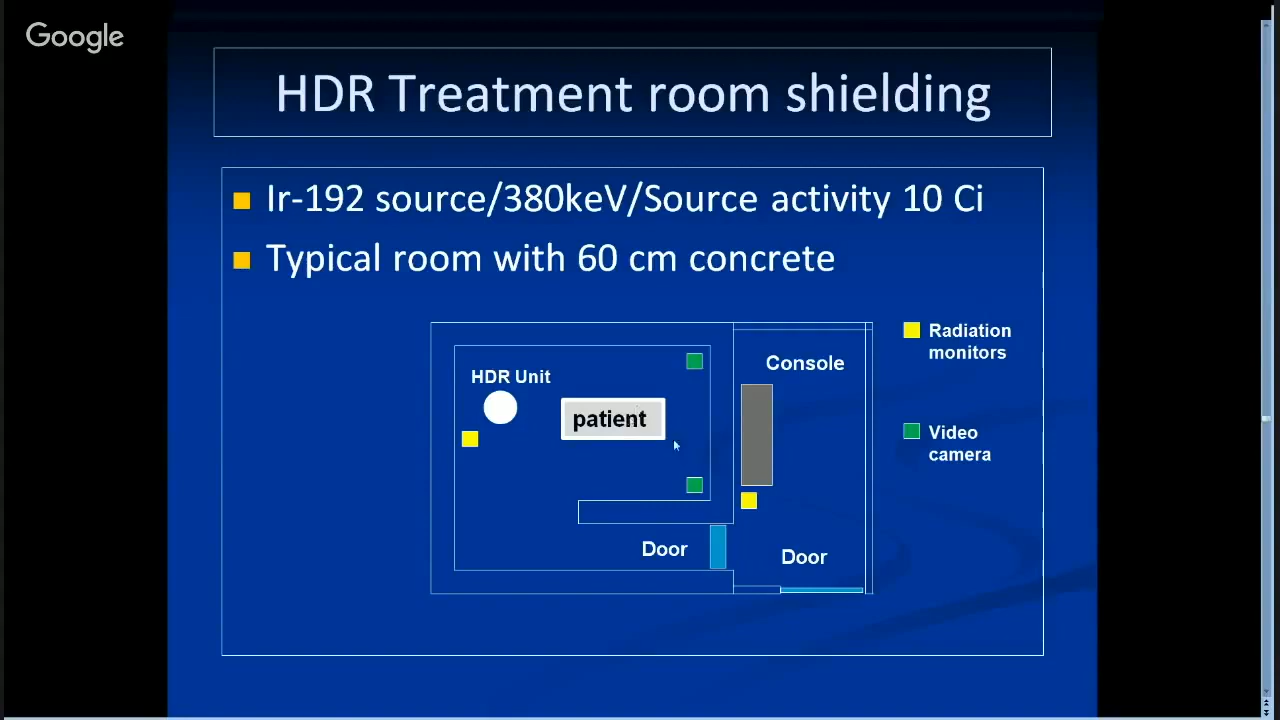 Google
HDR Treatment room shielding
Ir-192 source/380keV/Source activity 10 Ci
Typical room with 60 cm concrete
Radiation
monitors
Console
HDR Unit
patient
Video
camera
Door
Door